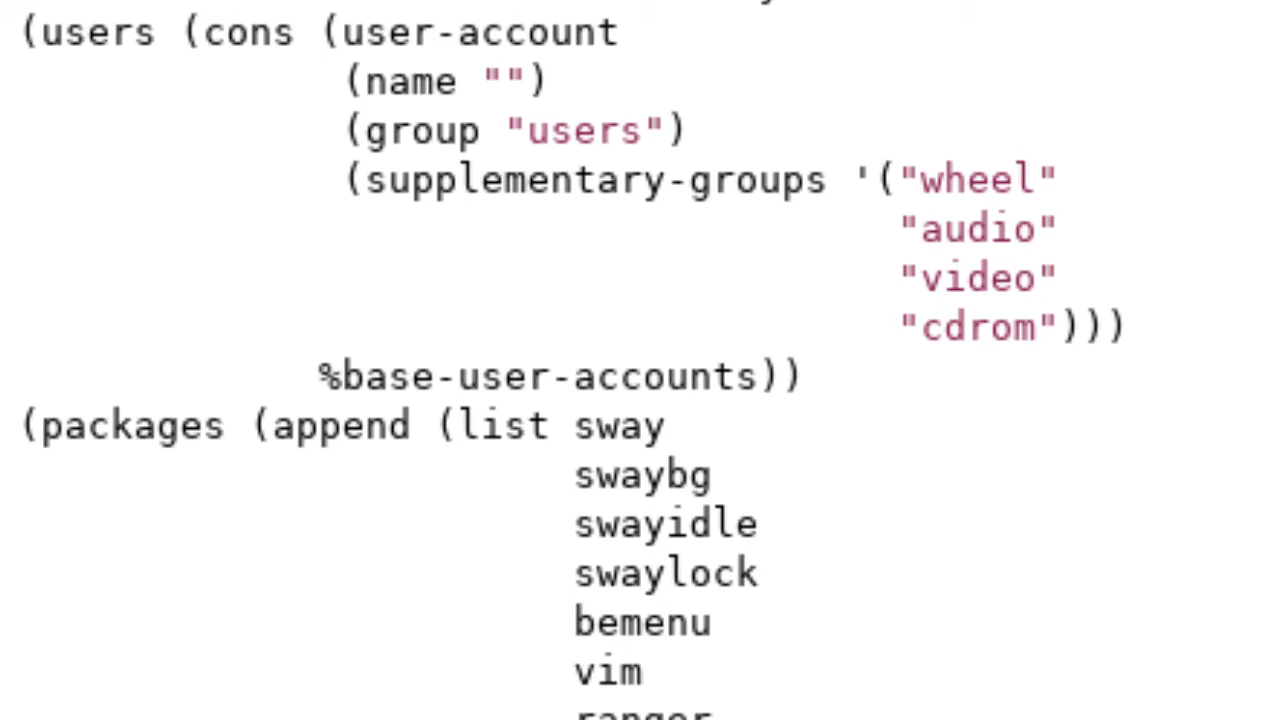 (users (cons (user-account
(name "")
(group "users")
(supplementary-groups '("wheel"
"audio"
"video"
"cdrom")))
%base-user-accounts))
(packages (append (list sway
swaybg
swayidle
swaylock
bemenu
vim
ranger